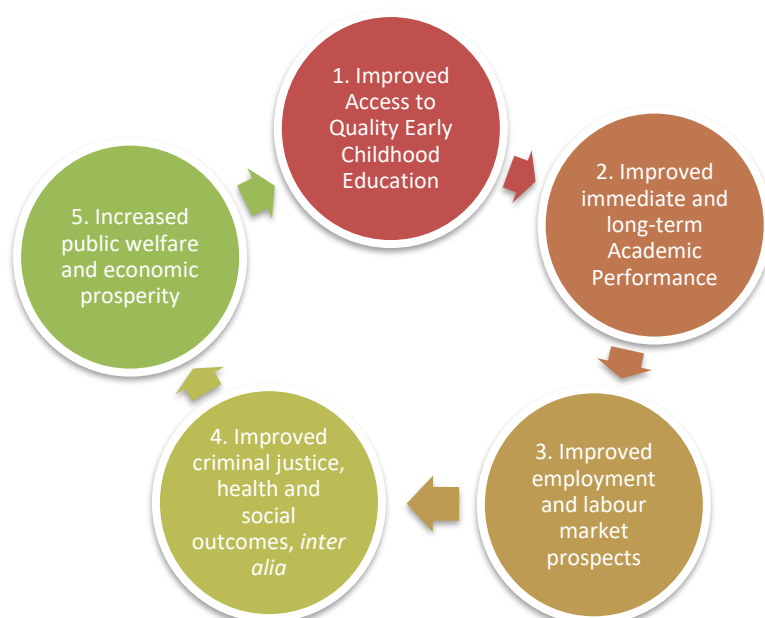 1. Improved
Access to
Quality Early
Childhood
Education
2. Improved
immediate and
long-term
Academic
Performance
3. Improved
employment
and labour
market
prospects
4. Improved
criminal justice,
health and
social
outcomes, inter
alia
5. Increased
public welfare
and economic
prosperity